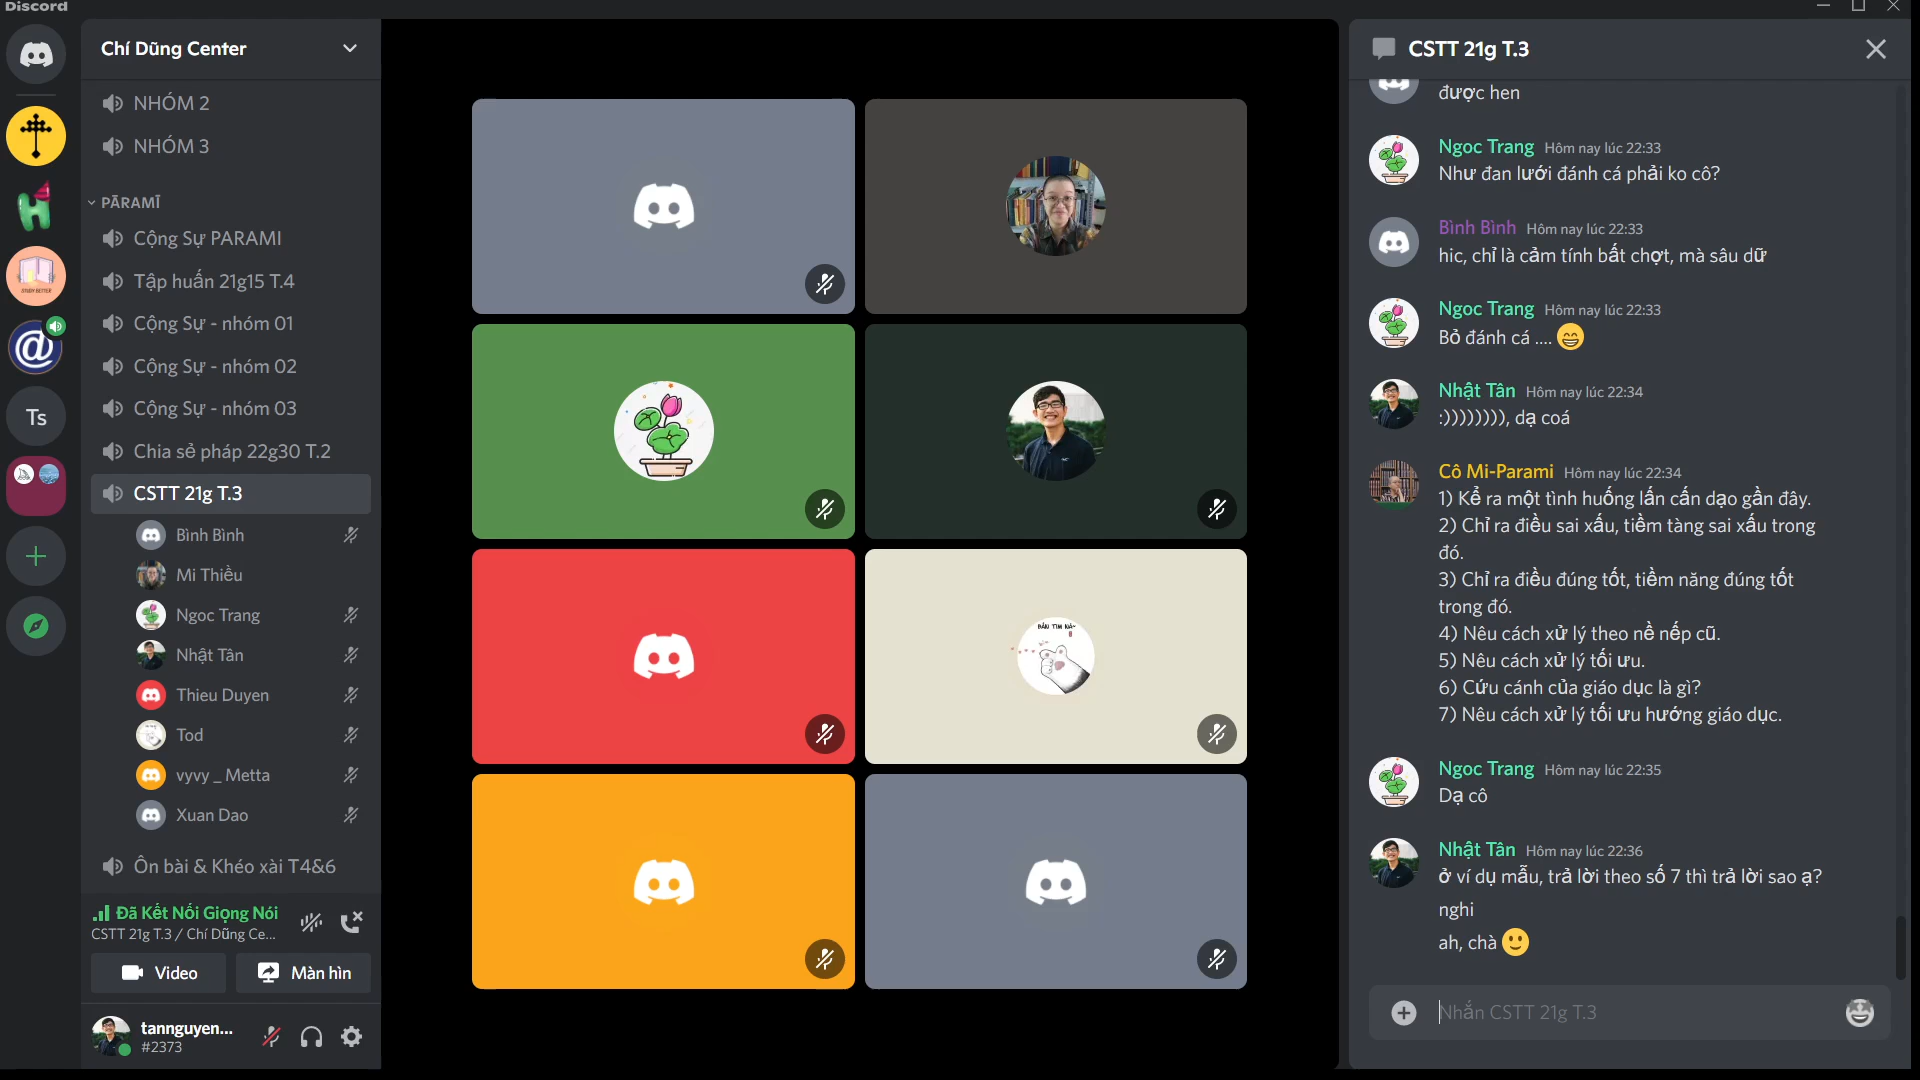 Discord
Chí Dũng Center
NHÓM 2
NHÓM 3
PĀRAMĪ
Cộng Sự PARAMI
Tập huấn 21g15 T.4
Cộng Sự - nhóm 01
Cộng Sự - nhóm 02
Cộng Sự - nhóm 03
Chia sẻ pháp 22g30 T.2
CSTT 21g T.3
Bình Bình
Mi Thiều
Ngoc Trang
Nhật Tân
Thieu Duyen
Tod
vyvy _ Metta
Xuan Dao
Ôn bài & Khéo xài T4&6
Đã Kết Nối Giọng Nói
CSTT 21g T.3 / Chí Dũng Ce...
Video
Màn hìn
tannguyen...
#2373
Ts
H
@
STUDY BETTER
BẮN TIM NÀ~
CSTT 21g T.3
được hen
Ngoc Trang Hôm nay lúc 22:33
Như đan lưới đánh cá phải ko cô?
Bình Bình Hôm nay lúc 22:33
hic, chỉ là cảm tính bất chợt, mà sâu dữ
Ngoc Trang Hôm nay lúc 22:33
Bỏ đánh cá .... 😄
Nhật Tân Hôm nay lúc 22:34
:)))))))), dạ coá
Cô Mi-Parami Hôm nay lúc 22:34
1) Kể ra một tình huống lấn cấn dạo gần đây.
2) Chỉ ra điều sai xấu, tiềm tàng sai xấu trong
đó.
3) Chỉ ra điều đúng tốt, tiềm năng đúng tốt
trong đó.
4) Nêu cách xử lý theo nề nếp cũ.
5) Nêu cách xử lý tối ưu.
6) Cứu cánh của giáo dục là gì?
7) Nêu cách xử lý tối ưu hướng giáo dục.
Ngoc Trang Hôm nay lúc 22:35
Dạ cô
Nhật Tân Hôm nay lúc 22:36
ở ví dụ mẫu, trả lời theo số 7 thì trả lời sao ạ?
nghi
ah, chà 🙂
Nhắn CSTT 21g T.3